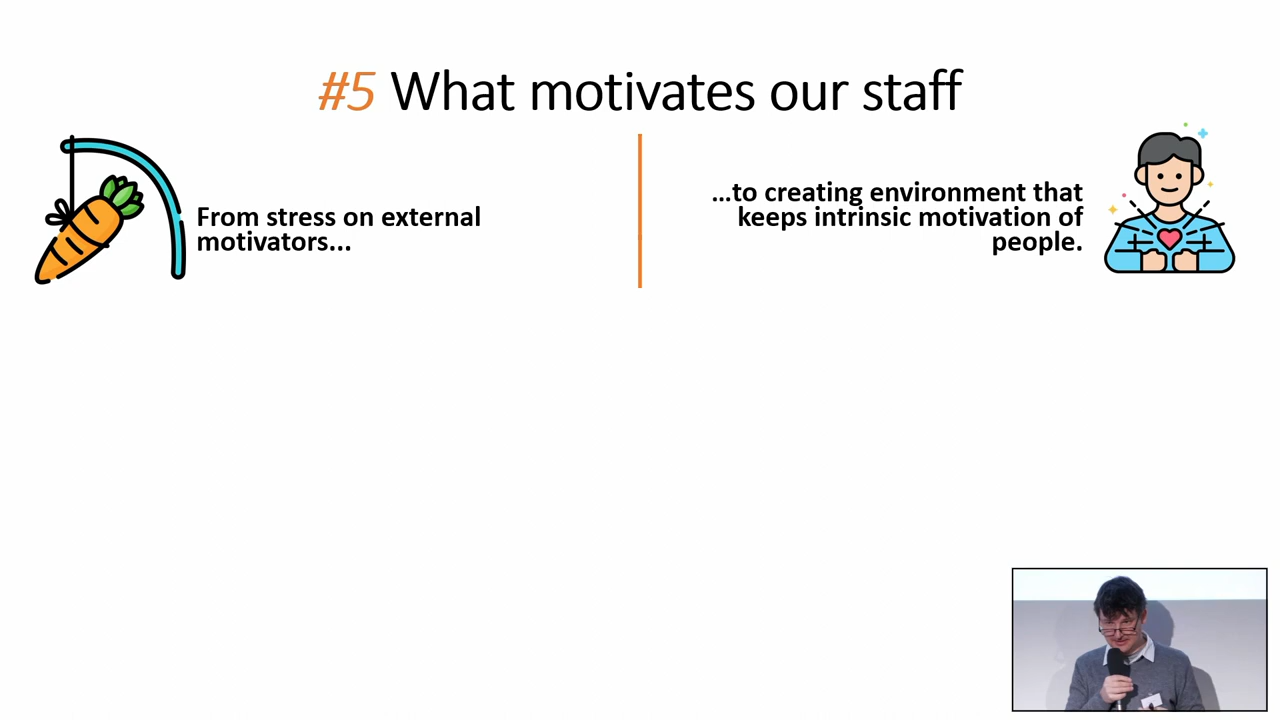 #5 What motivates our staff
From stress on external
motivators...
...to creating environment that
keeps intrinsic motivation of
people.